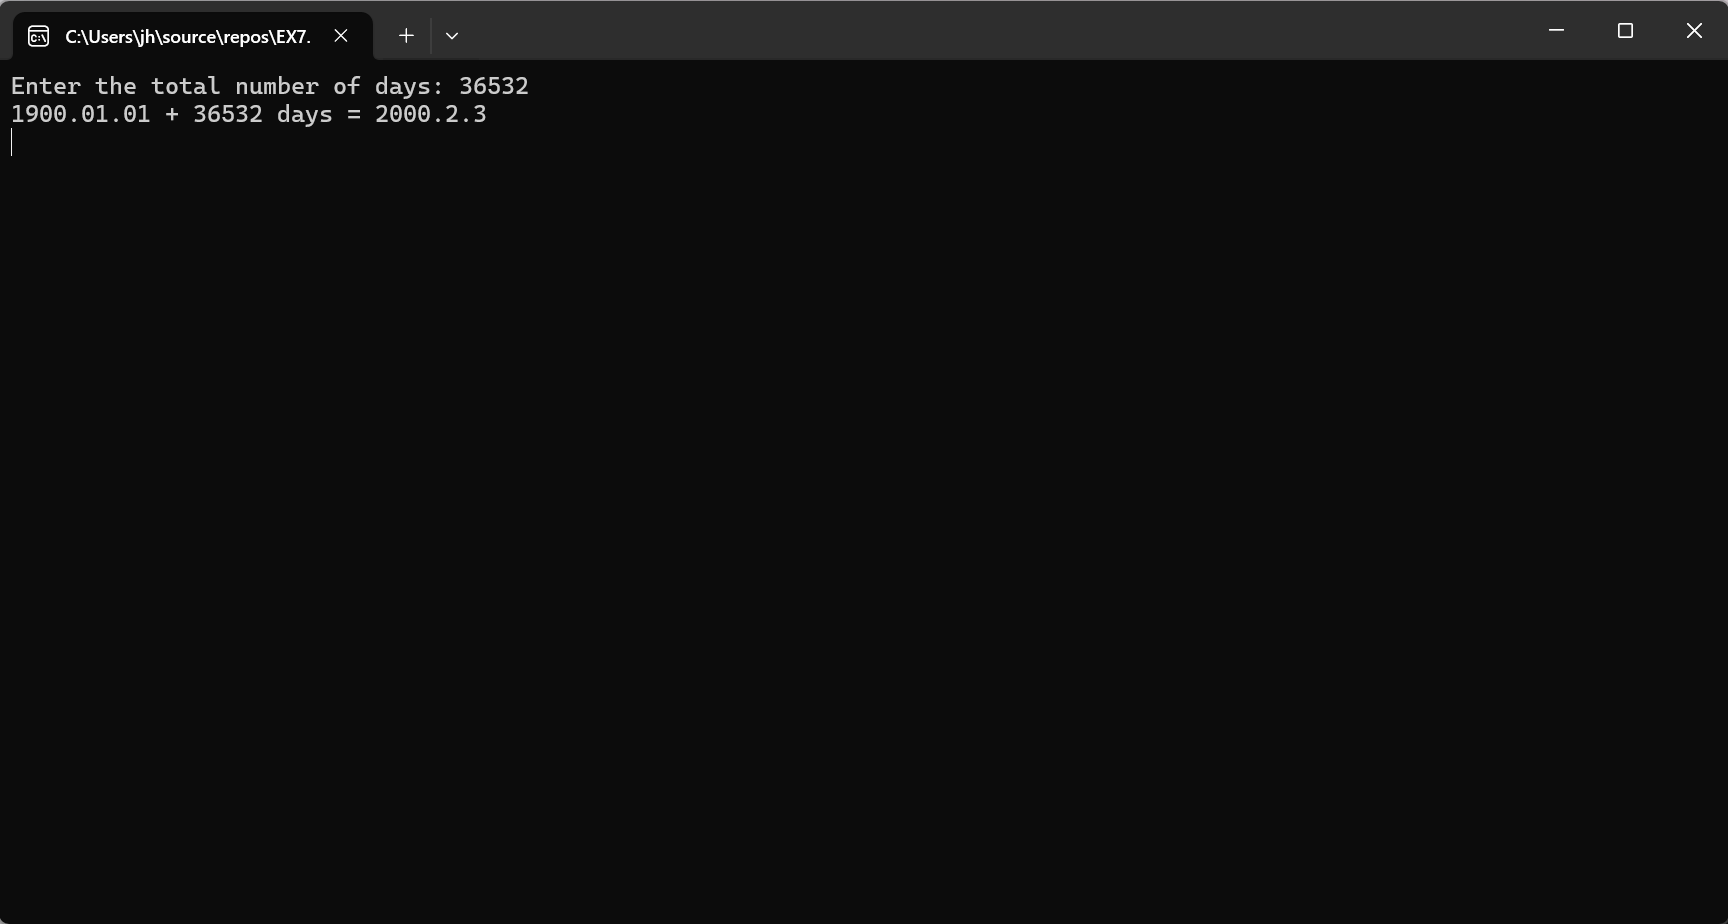 C:\Users\jh\source\repos\EX7.
Enter the total number of days: 36532
1900.01.01 + 36532 days = 2000.2.3